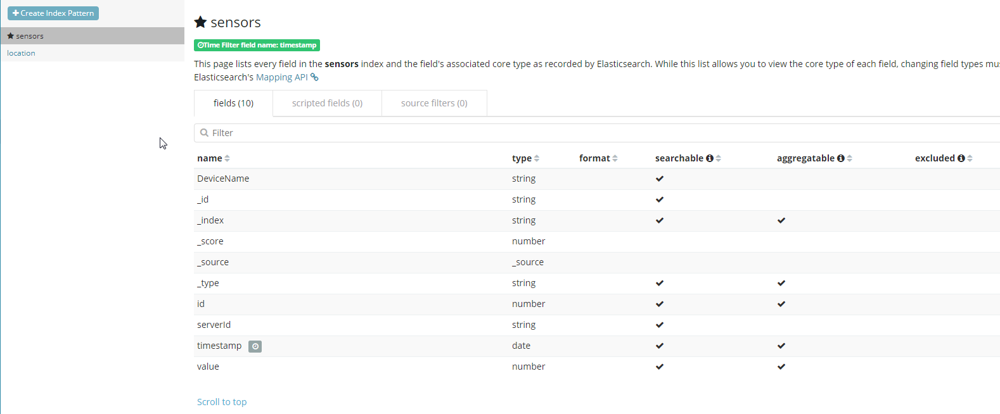 Create Index Pattern
sensors
location
sensors
Time Filter field name: timestamp
This page lists every field in the sensors index and the field's associated core type as recorded by Elasticsearch. While this list allows you to view the core type of each field, changing field types
Elasticsearch's Mapping API
fields (10) scripted fields (0) source filters (0)
Filter
name type format searchable aggregatable excluded
DeviceName string
_id string
_index string
_score number
_source _source
_type string
id number
serverId string
timestamp date
value number
Scroll to top